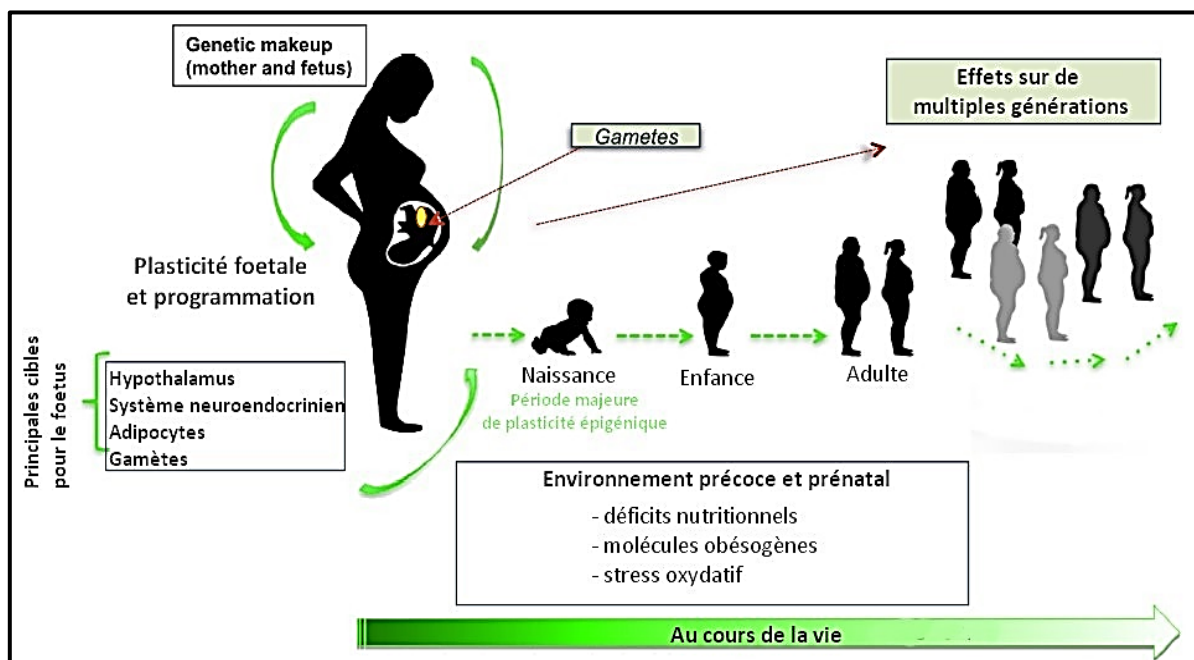 Genetic makeup
(mother and fetus)
Effets sur de
multiples générations
Gametes
Plasticité foetale
et programmation
Principales cibles
pour le foetus
Hypothalamus
Système neuroendocrinien
Adipocytes
Gamètes
Naissance
Enfance
Adulte
Période majeure
de plasticité épigénique
Environnement précoce et prénatal
- déficits nutritionnels
- molécules obésogènes
- stress oxydatif
Au cours de la vie